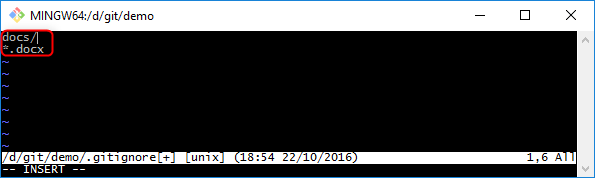 MINGW64:/d/git/demo
docs/
*.docx
~
~
~
~
~
~
~
/d/git/demo/.gitignore[+] [unix] (18:54 22/10/2016) 1,6 All
-- INSERT --